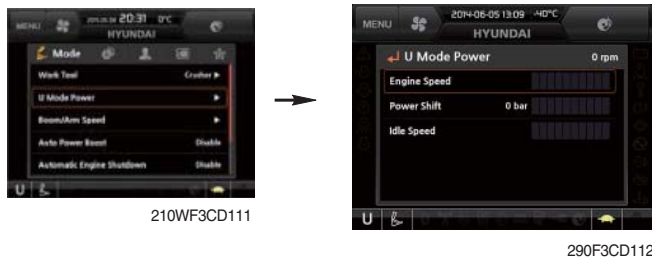 MENU 20:31 0°C
HYUNDAI
Mode
Work Tool Crusher
U Mode Power
Boom/Arm Speed
Auto Power Boost Disable
Automatic Engine Shutdown Disable
U
210WF3CD111
MENU 2014-06-05 13:09 -40°C
HYUNDAI
U Mode Power 0 rpm
Engine Speed
Power Shift 0 bar
Idle Speed
U
290F3CD112